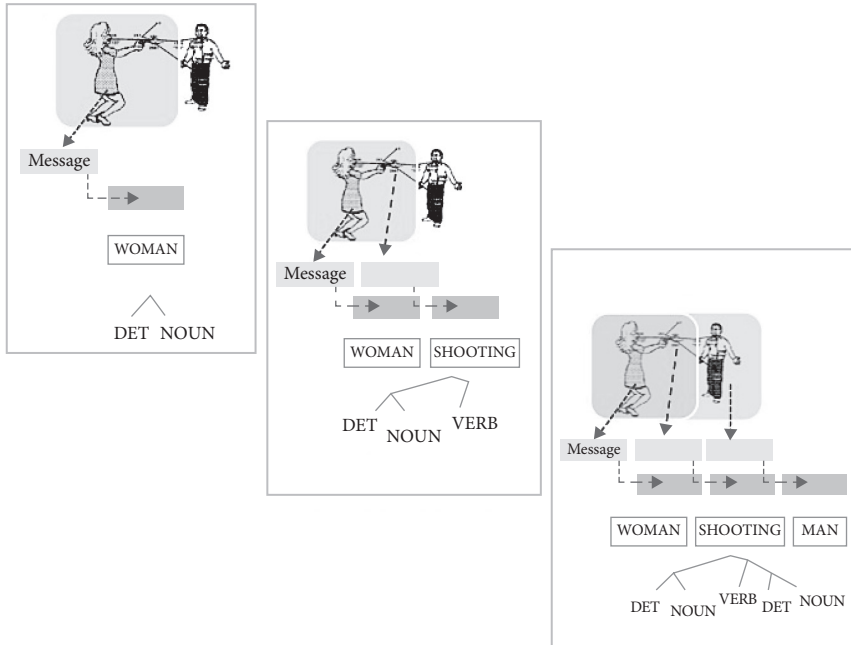 Message
WOMAN
DET NOUN
Message
WOMAN SHOOTING
DET NOUN VERB
Message
WOMAN SHOOTING MAN
DET NOUN VERB DET NOUN